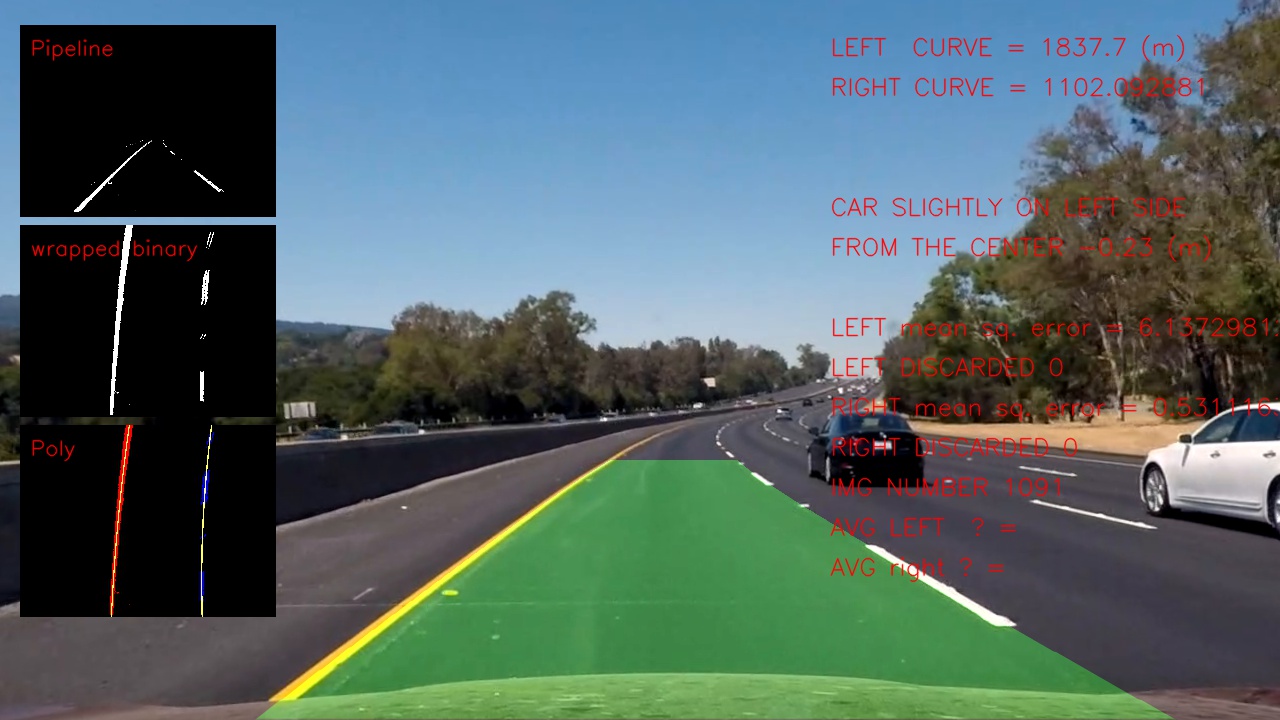 Pipeline
wrapped binary
Poly
LEFT CURVE = 1837.7 (m)
RIGHT CURVE = 1102.092881
CAR SLIGHTLY ON LEFT SIDE
FROM THE CENTER -0.23 (m)
LEFT mean sq. error = 6.1372981
LEFT DISCARDED 0
RIGHT mean sq. error = 0.531116
RIGHT DISCARDED 0
IMG NUMBER 1091
AVG LEFT ? =
AVG right ? =